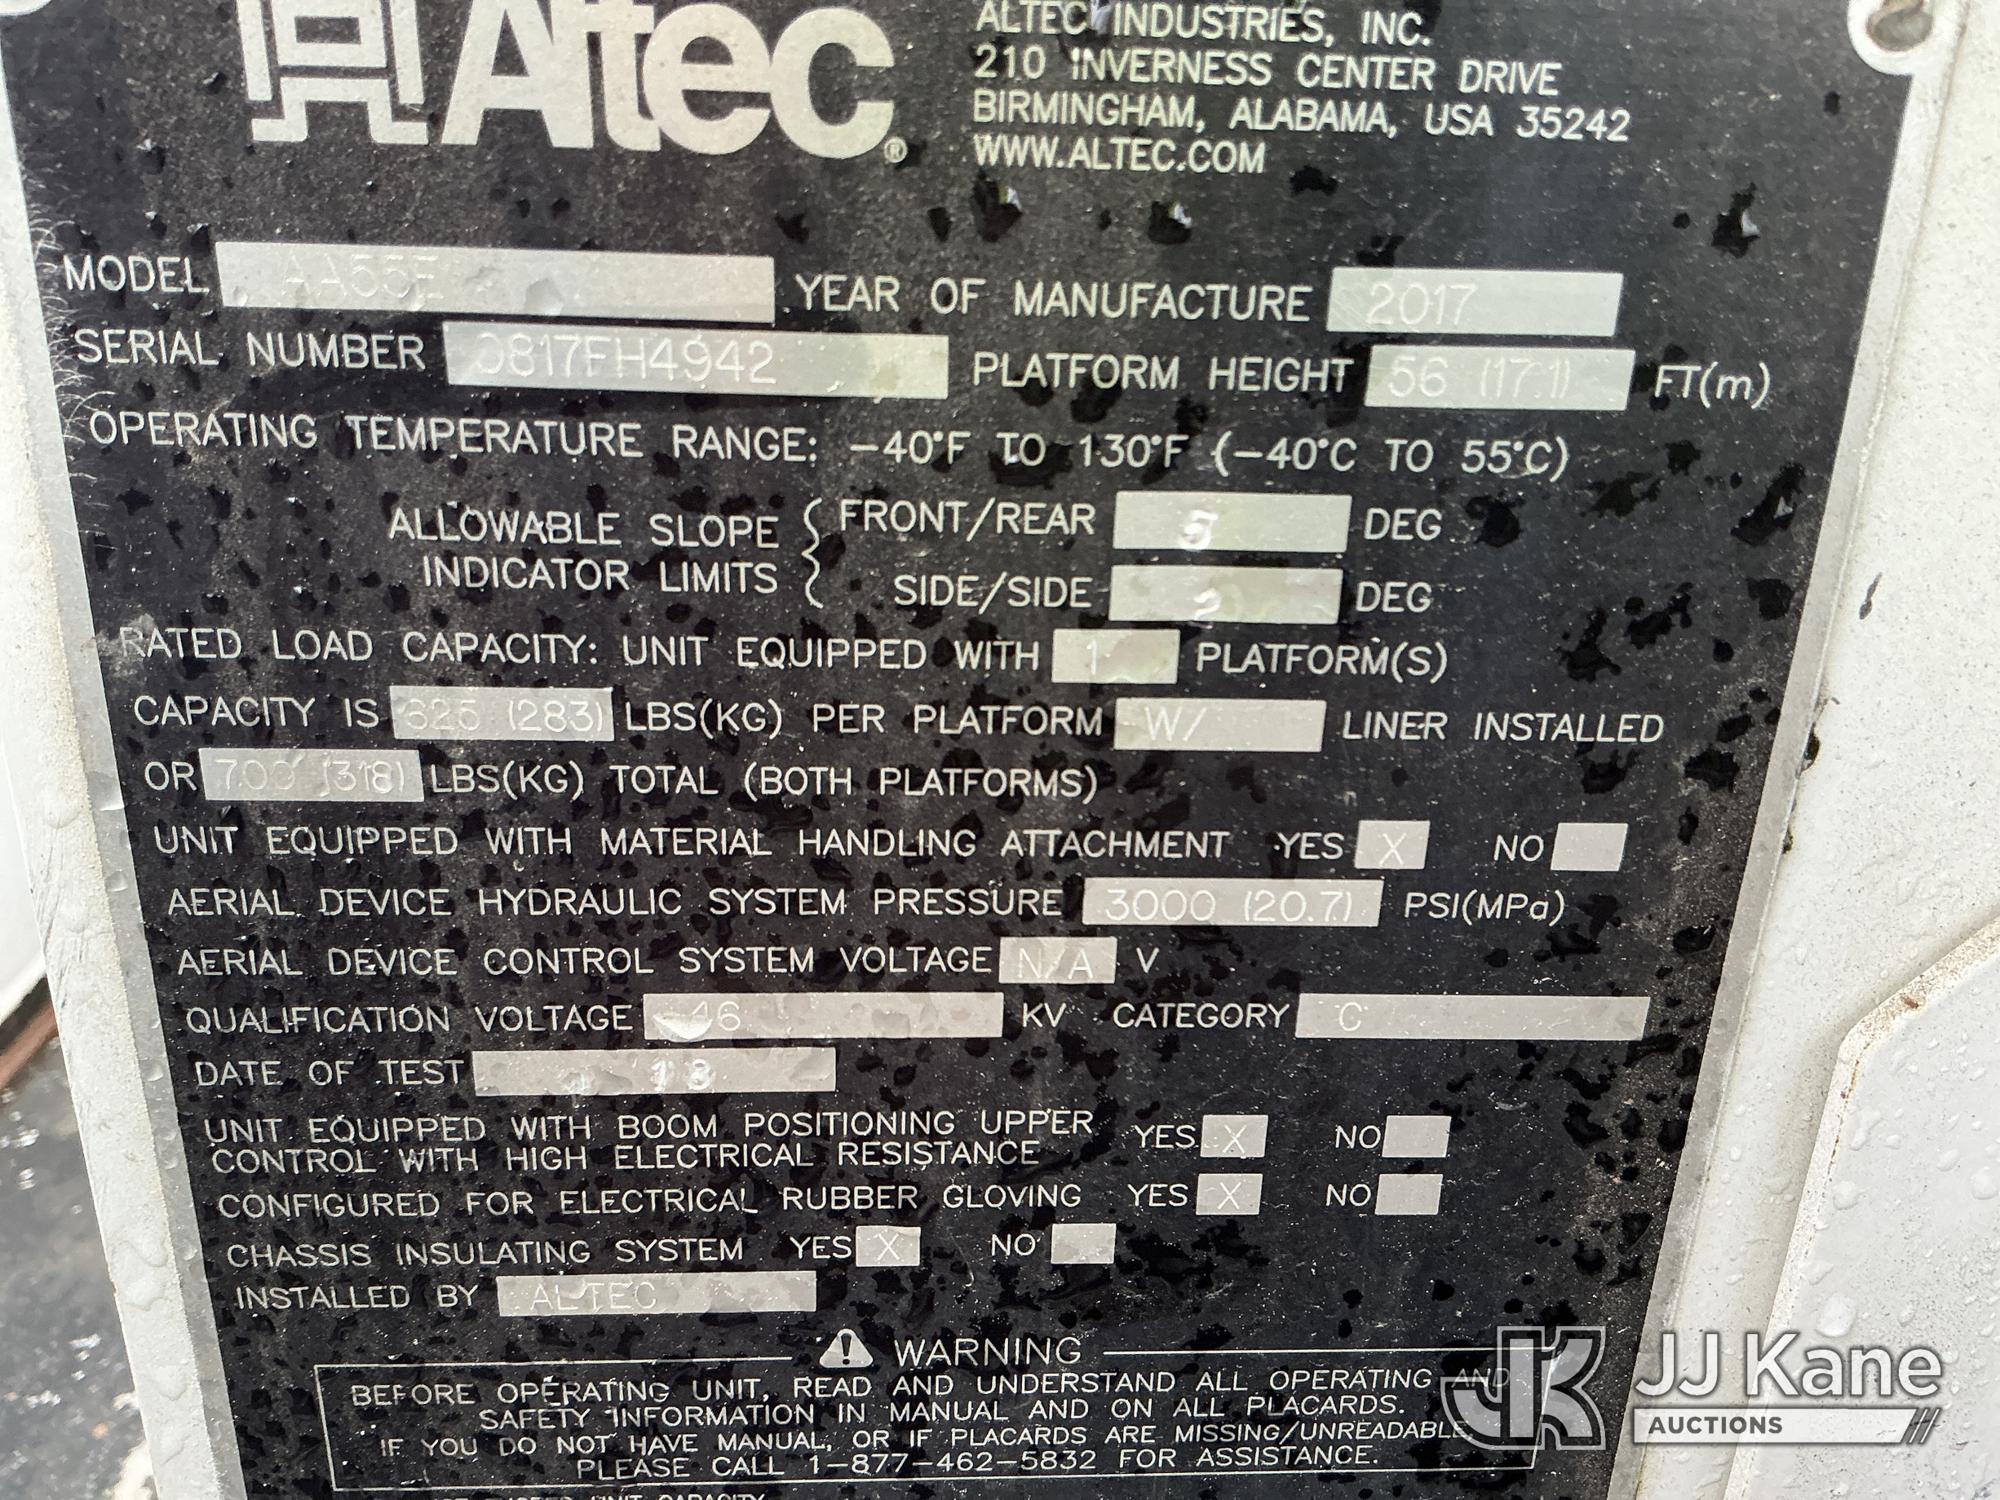 Altec®
ALTEC INDUSTRIES, INC.
210 INVERNESS CENTER DRIVE
BIRMINGHAM, ALABAMA, USA 35242
WWW.ALTEC.COM
MODEL AA55E YEAR OF MANUFACTURE 2017
SERIAL NUMBER 0817FH4942 PLATFORM HEIGHT 56 (17.1) FT(m)
OPERATING TEMPERATURE RANGE: -40°F TO 130°F (-40°C TO 55°C)
ALLOWABLE SLOPE INDICATOR LIMITS { FRONT/REAR 5 DEG
SIDE/SIDE DEG
RATED LOAD CAPACITY: UNIT EQUIPPED WITH 1 PLATFORM(S)
CAPACITY IS 625 (283) LBS(KG) PER PLATFORM W/ LINER INSTALLED
OR 700 (318) LBS(KG) TOTAL (BOTH PLATFORMS)
UNIT EQUIPPED WITH MATERIAL HANDLING ATTACHMENT YES X NO
AERIAL DEVICE HYDRAULIC SYSTEM PRESSURE 3000 (20.7) PSI(MPa)
AERIAL DEVICE CONTROL SYSTEM VOLTAGE N/A V
QUALIFICATION VOLTAGE 46 KV CATEGORY C
DATE OF TEST
UNIT EQUIPPED WITH BOOM POSITIONING UPPER
CONTROL WITH HIGH ELECTRICAL RESISTANCE YES X NO
CONFIGURED FOR ELECTRICAL RUBBER GLOVING YES X NO
CHASSIS INSULATING SYSTEM YES X NO
INSTALLED BY ALTEC
WARNING
BEFORE OPERATING UNIT, READ AND UNDERSTAND ALL OPERATING AND
SAFETY INFORMATION IN MANUAL AND ON ALL PLACARDS.
IF YOU DO NOT HAVE MANUAL, OR IF PLACARDS ARE MISSING/UNREADABLE,
PLEASE CALL 1-877-462-5832 FOR ASSISTANCE.
JK JJ Kane
AUCTIONS